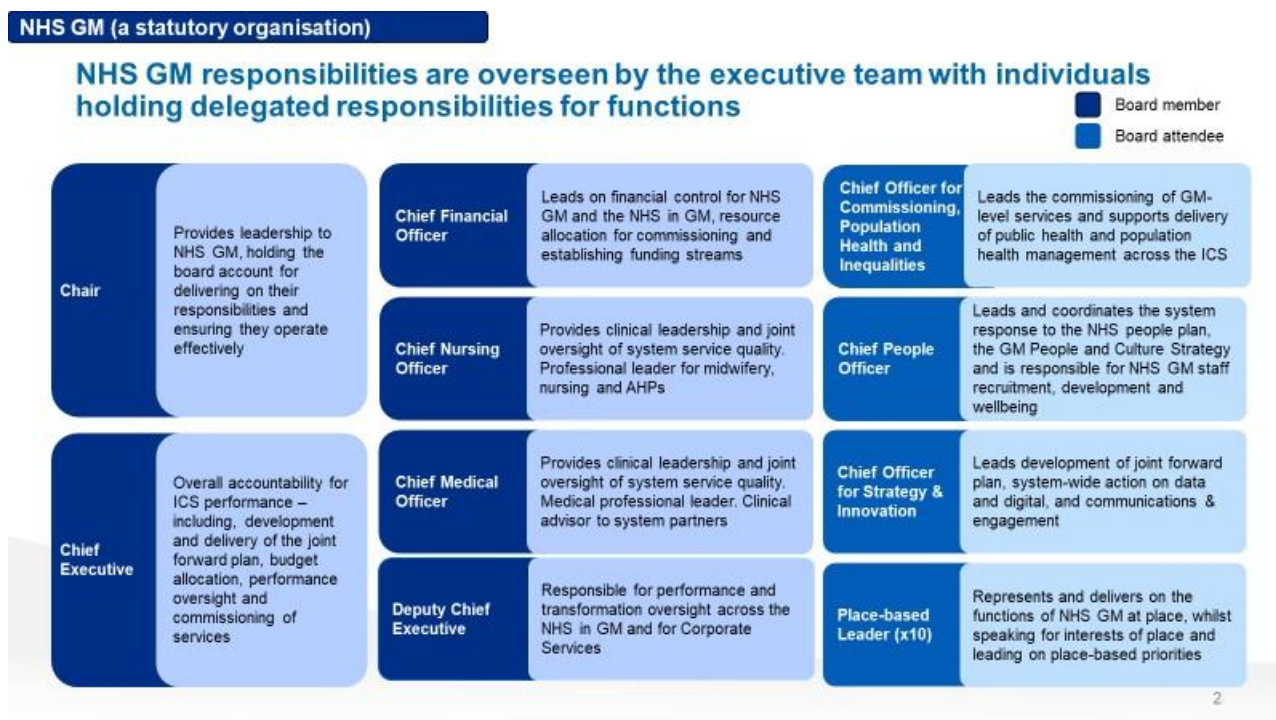 NHS GM (a statutory organisation)
NHS GM responsibilities are overseen by the executive team with individuals
holding delegated responsibilities for functions
Board member
Board attendee
Chair
Provides leadership to
NHS GM, holding the
board account for
delivering on their
responsibilities and
ensuring they operate
effectively
Chief
Executive
Overall accountability for
ICS performance –
including, development
and delivery of the joint
forward plan, budget
allocation, performance
oversight and
commissioning of
services
Chief Financial
Officer
Leads on financial control for NHS
GM and the NHS in GM, resource
allocation for commissioning and
establishing funding streams
Chief Nursing
Officer
Provides clinical leadership and joint
oversight of system service quality.
Professional leader for midwifery,
nursing and AHPs
Chief Medical
Officer
Provides clinical leadership and joint
oversight of system service quality.
Medical professional leader. Clinical
advisor to system partners
Deputy Chief
Executive
Responsible for performance and
transformation oversight across the
NHS in GM and for Corporate
Services
Chief Officer for
Commissioning,
Population
Health and
Inequalities
Leads the commissioning of GM-
level services and supports delivery
of public health and population
health management across the ICS
Chief People
Officer
Leads and coordinates the system
response to the NHS people plan,
the GM People and Culture Strategy
and is responsible for NHS GM staff
recruitment, development and
wellbeing
Chief Officer
for Strategy &
Innovation
Leads development of joint forward
plan, system-wide action on data
and digital, and communications &
engagement
Place-based
Leader (x10)
Represents and delivers on the
functions of NHS GM at place, whilst
speaking for interests of place and
leading on place-based priorities
2